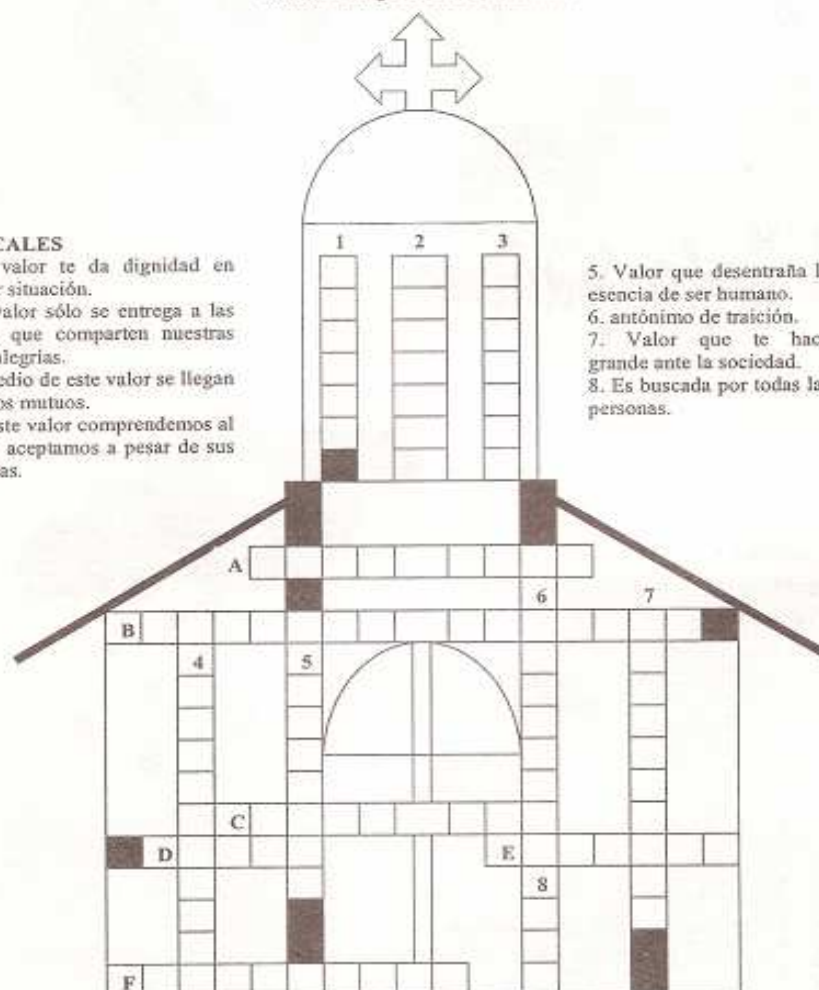 CALES
valor te da dignidad en
r situación.
valor sólo se entrega a las
que comparten nuestras
alegrias.
edio de este valor se llegan
os mutuos.
ste valor comprendemos al
aceptamos a pesar de sus
as.
5. Valor que desentraña l
esencia de ser humano.
6. antónimo de traición.
7. Valor que te hac
grande ante la sociedad.
8. Es buscada por todas la
personas.
1 2 3
A
6 7
B
4 5
C
D E
8
F